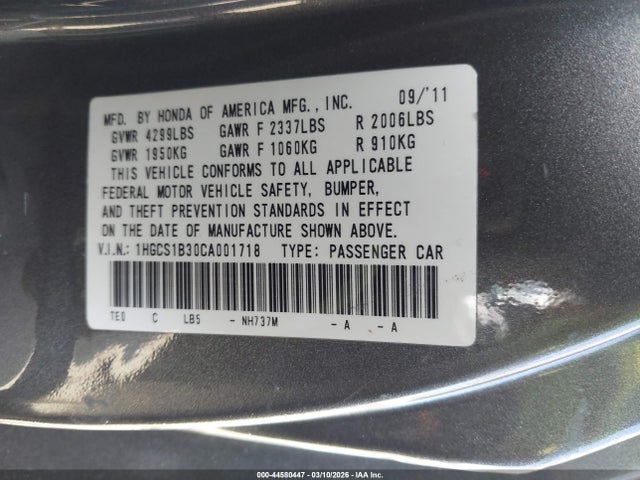 MFD. BY HONDA OF AMERICA MFG., INC. 09/'11
GVWR 4299LBS GAWR F 2337LBS R 2006LBS
GVWR 1950KG GAWR F 1060KG R 910KG
THIS VEHICLE CONFORMS TO ALL APPLICABLE
FEDERAL MOTOR VEHICLE SAFETY, BUMPER,
AND THEFT PREVENTION STANDARDS IN EFFECT
ON THE DATE OF MANUFACTURE SHOWN ABOVE.
V.I.N.: 1HGCS1B30CA001718 TYPE: PASSENGER CAR
TE0 C LB5 - NH737M - A - A
000-44580447 - 03/10/2026 - IAA Inc.